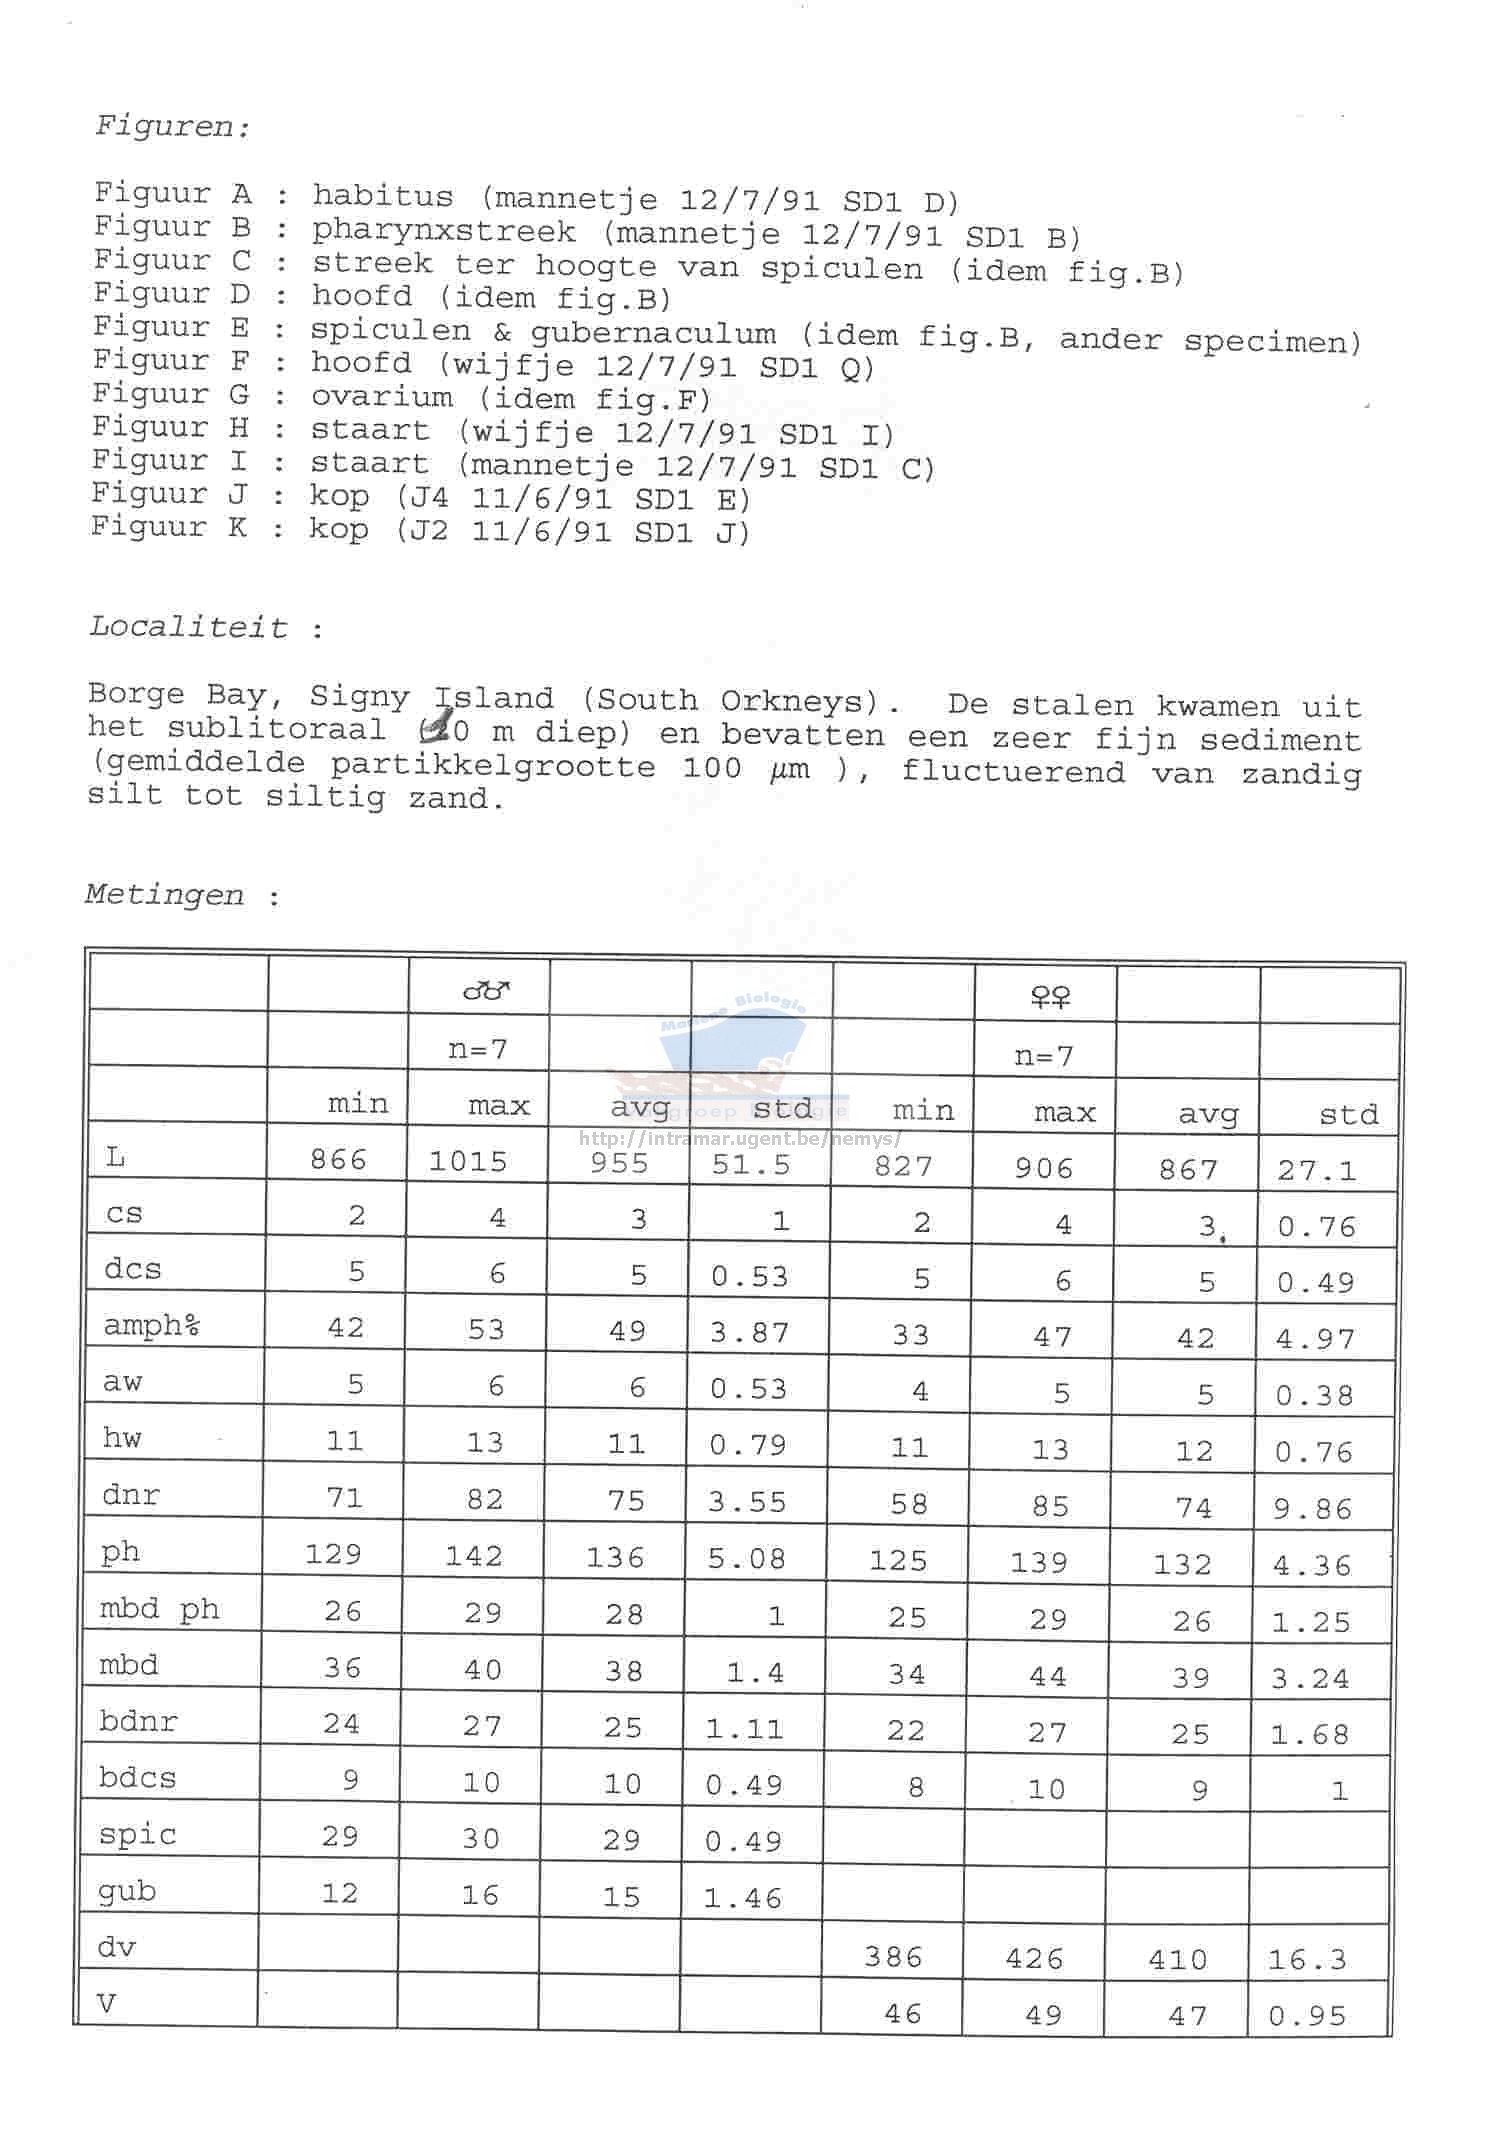 Figuren:
Figuur A : habitus (mannetje 12/7/91 SD1 D)
Figuur B : pharynxstreek (mannetje 12/7/91 SD1 B)
Figuur C : streek ter hoogte van spiculen (idem fig.B)
Figuur D : hoofd (idem fig.B)
Figuur E : spiculen & gubernaculum (idem fig.B, ander specimen)
Figuur F : hoofd (wijfje 12/7/91 SD1 Q)
Figuur G : ovarium (idem fig.F)
Figuur H : staart (wijfje 12/7/91 SD1 I)
Figuur I : staart (mannetje 12/7/91 SD1 C)
Figuur J : kop (J4 11/6/91 SD1 E)
Figuur K : kop (J2 11/6/91 SD1 J)
Localiteit :
Borge Bay, Signy Island (South Orkneys). De stalen kwamen uit
het sublitoraal m diep) en bevatten een zeer fijn sediment
(gemiddelde partikkelgrootte 100 µm ), fluctuerend van zandig
silt tot siltig zand.
Metingen :
♂♂ ♀♀
Mariene Biologie
n=7 n=7
min max avg std min max avg std
Vakgroep Biologie
http://intramar.ugent.be/nemys/
L 866 1015 955 51.5 827 906 867 27.1
cs 2 4 3 1 2 4 3. 0.76
dcs 5 6 5 0.53 5 6 5 0.49
amph% 42 53 49 3.87 33 47 42 4.97
aw 5 6 6 0.53 4 5 5 0.38
hw 11 13 11 0.79 11 13 12 0.76
dnr 71 82 75 3.55 58 85 74 9.86
ph 129 142 136 5.08 125 139 132 4.36
mbd ph 26 29 28 1 25 29 26 1.25
mbd 36 40 38 1.4 34 44 39 3.24
bdnr 24 27 25 1.11 22 27 25 1.68
bdcs 9 10 10 0.49 8 10 9 1
spic 29 30 29 0.49
gub 12 16 15 1.46
dv 386 426 410 16.3
V 46 49 47 0.95